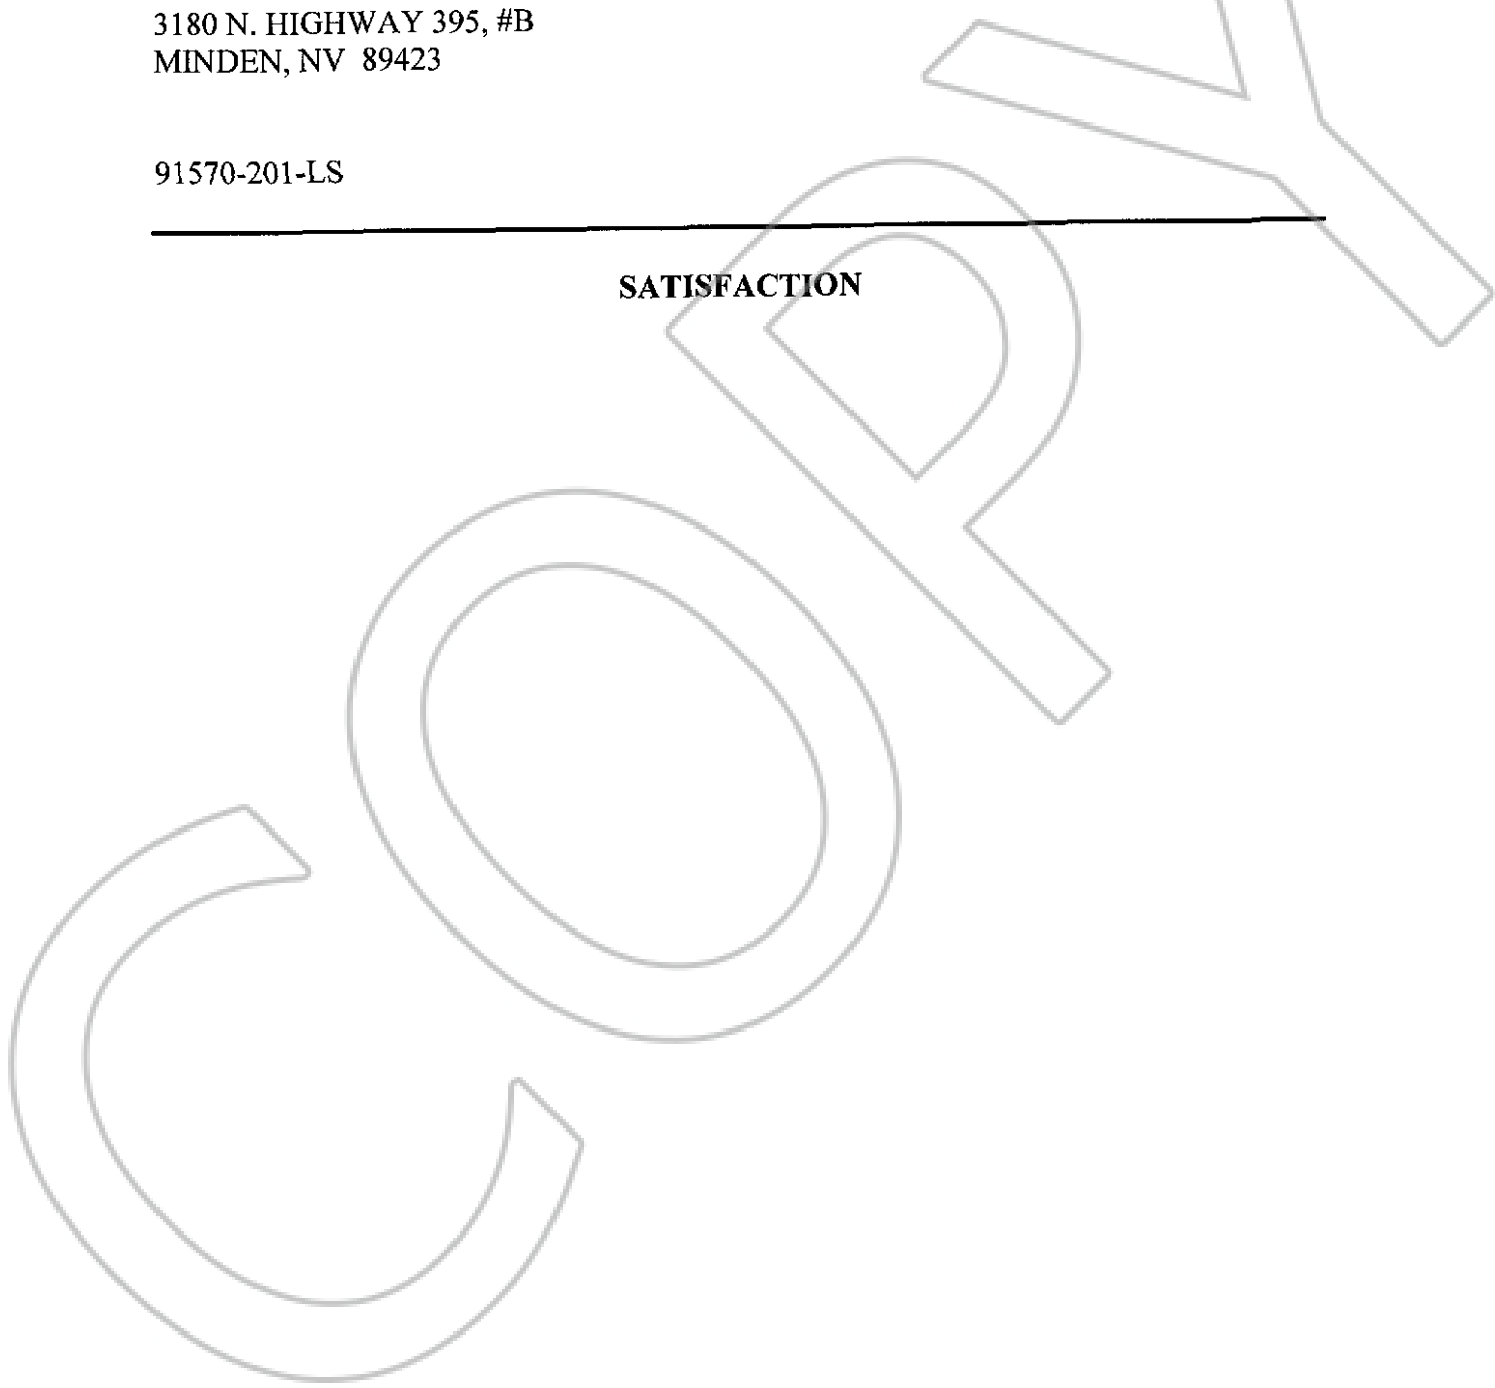 3180 N. HIGHWAY 395, #B
MINDEN, NV 89423
91570-201-LS
SATISFACTION
COPY